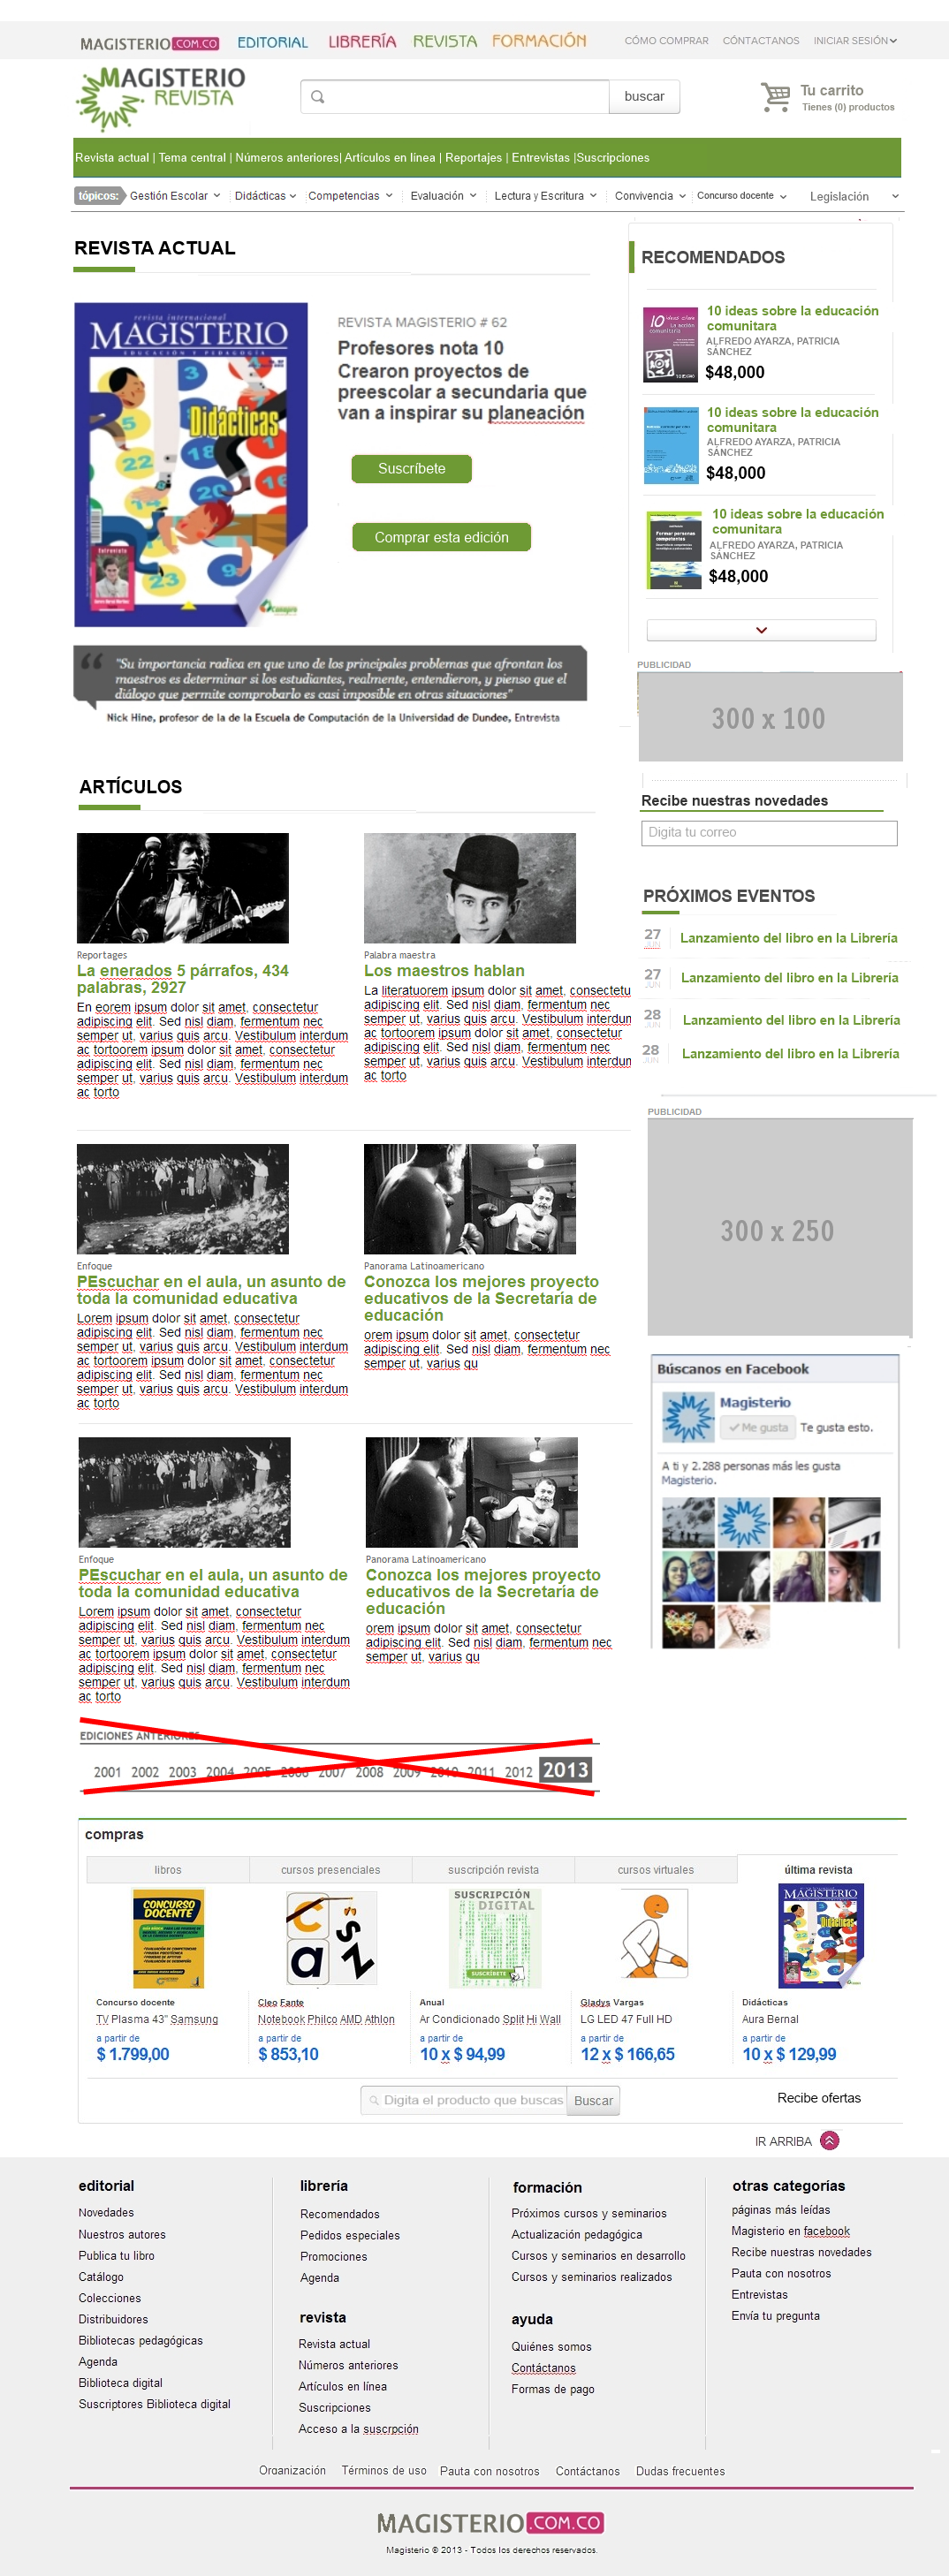 MAGISTERIO.COM.CO EDITORIAL LIBRERÍA REVISTA FORMACIÓN CÓMO COMPRAR CÓNTACTANOS INICIAR SESIÓN
MAGISTERIO
REVISTA
buscar
Tu carrito
Tienes (0) productos
Revista actual | Tema central | Números anteriores| Artículos en línea | Reportajes | Entrevistas |Suscripciones
tópicos: Gestión Escolar Didácticas Competencias Evaluación Lectura y Escritura Convivencia Concurso docente Legislación
REVISTA ACTUAL
revista internacional
MAGISTERIO
EDUCACIÓN Y PEDAGOGÍA
Didácticas
REVISTA MAGISTERIO # 62
Profesores nota 10
Crearon proyectos de
preescolar a secundaria que
van a inspirar su planeación
Suscríbete
Comprar esta edición
"Su importancia radica en que uno de los principales problemas que afrontan los
maestros es determinar si los estudiantes, realmente, entendieron, y pienso que el
diálogo que permite comprobarlo es casi imposible en otras situaciones"
Nick Hine, profesor de la de la Escuela de Computación de la Universidad de Dundee, Entrevista
RECOMENDADOS
10 ideas sobre la educación
comunitara
ALFREDO AYARZA, PATRICIA
SÁNCHEZ
$48,000
10 ideas sobre la educación
comunitara
ALFREDO AYARZA, PATRICIA
SÁNCHEZ
$48,000
10 ideas sobre la educación
comunitara
ALFREDO AYARZA, PATRICIA
SÁNCHEZ
$48,000
PUBLICIDAD
300 x 100
Recibe nuestras novedades
Digita tu correo
PRÓXIMOS EVENTOS
27 JUN Lanzamiento del libro en la Librería
27 JUN Lanzamiento del libro en la Librería
28 JUN Lanzamiento del libro en la Librería
28 JUN Lanzamiento del libro en la Librería
PUBLICIDAD
300 x 250
Búscanos en Facebook
Magisterio
Me gusta Te gusta esto.
A ti y 2.288 personas más les gusta
Magisterio.
ARTÍCULOS
Reportages
La enerados 5 párrafos, 434
palabras, 2927
En eorem ipsum dolor sit amet, consectetur
adipiscing elit. Sed nisl diam, fermentum nec
semper ut, varius quis arcu. Vestibulum interdum
ac tortoorem ipsum dolor sit amet, consectetur
adipiscing elit. Sed nisl diam, fermentum nec
semper ut, varius quis arcu. Vestibulum interdum
ac torto
Palabra maestra
Los maestros hablan
La literatuorem ipsum dolor sit amet, consectetu
adipiscing elit. Sed nisl diam, fermentum nec
semper ut, varius quis arcu. Vestibulum interdun
ac tortoorem ipsum dolor sit amet, consectetur
adipiscing elit. Sed nisl diam, fermentum nec
semper ut, varius quis arcu. Vestibulum interdun
ac torto
Enfoque
PEscuchar en el aula, un asunto de
toda la comunidad educativa
Lorem ipsum dolor sit amet, consectetur
adipiscing elit. Sed nisl diam, fermentum nec
semper ut, varius quis arcu. Vestibulum interdum
ac tortoorem ipsum dolor sit amet, consectetur
adipiscing elit. Sed nisl diam, fermentum nec
semper ut, varius quis arcu. Vestibulum interdum
ac torto
Panorama Latinoamericano
Conozca los mejores proyecto
educativos de la Secretaría de
educación
orem ipsum dolor sit amet, consectetur
adipiscing elit. Sed nisl diam, fermentum nec
semper ut, varius qu
Enfoque
PEscuchar en el aula, un asunto de
toda la comunidad educativa
Lorem ipsum dolor sit amet, consectetur
adipiscing elit. Sed nisl diam, fermentum nec
semper ut, varius quis arcu. Vestibulum interdum
ac tortoorem ipsum dolor sit amet, consectetur
adipiscing elit. Sed nisl diam, fermentum nec
semper ut, varius quis arcu. Vestibulum interdum
ac torto
Panorama Latinoamericano
Conozca los mejores proyecto
educativos de la Secretaría de
educación
orem ipsum dolor sit amet, consectetur
adipiscing elit. Sed nisl diam, fermentum nec
semper ut, varius qu
EDICIONES ANTERIORES
2001 2002 2003 2004 2005 2006 2007 2008 2009 2010 2011 2012 2013
compras
libros cursos presenciales suscripción revista cursos virtuales última revista
CONCURSO
DOCENTE
SUSCRIPCIÓN
DIGITAL
SUSCRÍBETE
MAGISTERIO
Didácticas
Concurso docente
TV Plasma 43" Samsung
a partir de
$ 1.799,00
Cleo Fante
Notebook Philco AMD Athlon
a partir de
$ 853,10
Anual
Ar Condicionado Split Hi Wall
a partir de
10 x $ 94,99
Gladys Vargas
LG LED 47 Full HD
a partir de
12 x $ 166,65
Didácticas
Aura Bernal
a partir de
10 x $ 129,99
Digita el producto que buscas Buscar
Recibe ofertas
IR ARRIBA
editorial
Novedades
Nuestros autores
Publica tu libro
Catálogo
Colecciones
Distribuidores
Bibliotecas pedagógicas
Agenda
Biblioteca digital
Suscriptores Biblioteca digital
librería
Recomendados
Pedidos especiales
Promociones
Agenda
revista
Revista actual
Números anteriores
Artículos en línea
Suscripciones
Acceso a la suscrpción
formación
Próximos cursos y seminarios
Actualización pedagógica
Cursos y seminarios en desarrollo
Cursos y seminarios realizados
ayuda
Quiénes somos
Contáctanos
Formas de pago
otras categorías
páginas más leídas
Magisterio en facebook
Recibe nuestras novedades
Pauta con nosotros
Entrevistas
Envía tu pregunta
Organización Términos de uso Pauta con nosotros Contáctanos Dudas frecuentes
MAGISTERIO.COM.CO
Magisterio © 2013 - Todos los derechos reservados.